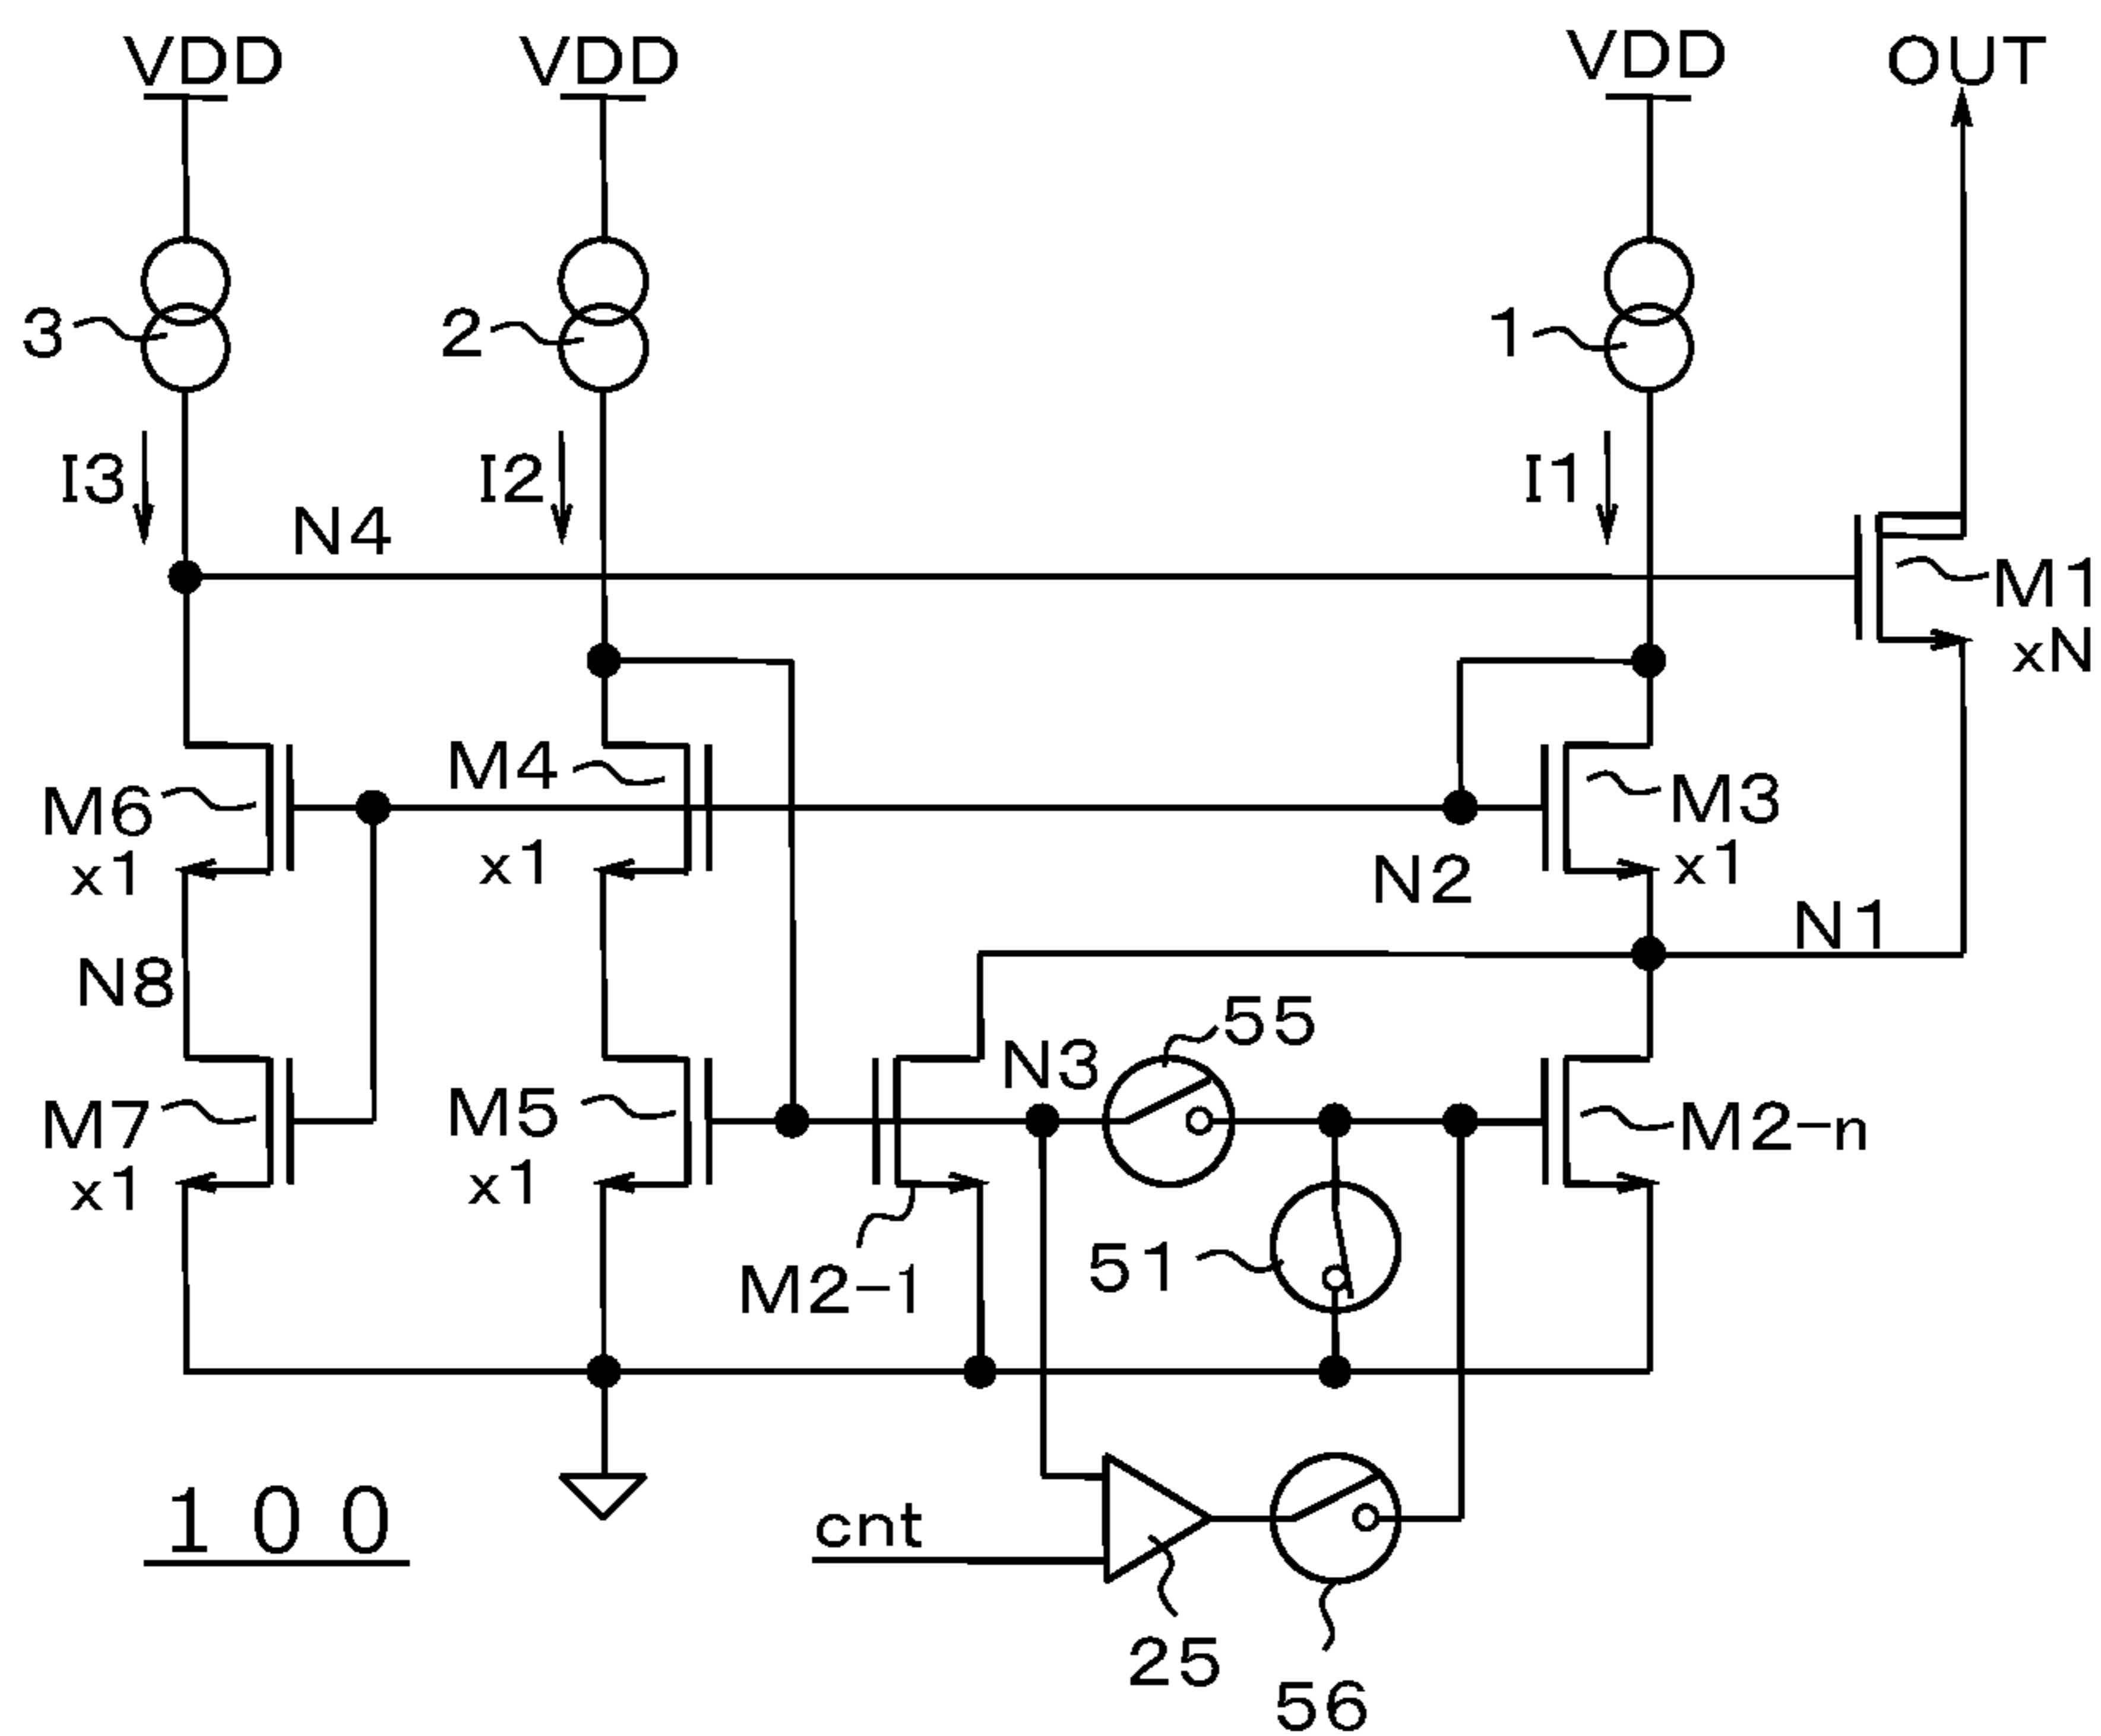 VDD VDD VDD OUT
3 2 1
I3 I2 I1
N4
M1
xN
M6 M4 M3
x1 x1 x1
N2
N8 N1
55
N3
M7 M5 M2-n
x1 x1
51
M2-1
100 cnt
25
56